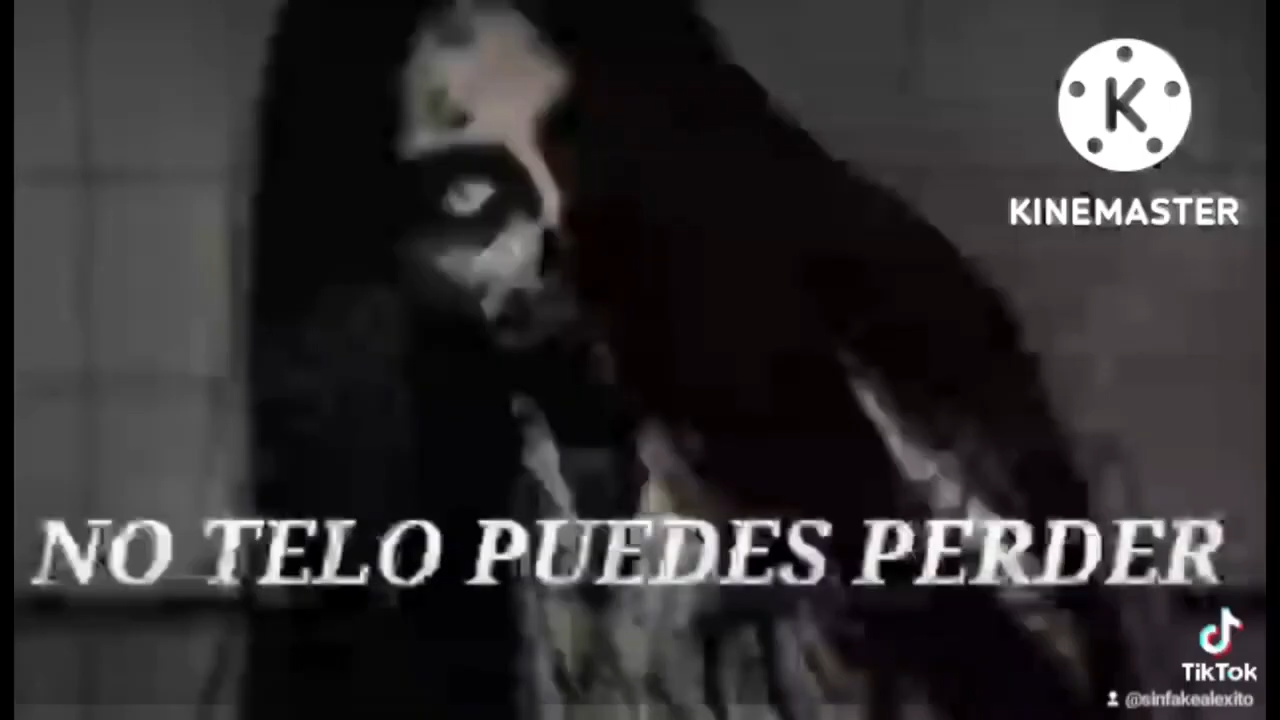 K
KINEMASTER
NO TELO PUEDES PERDER
TikTok
@sinfakealexito